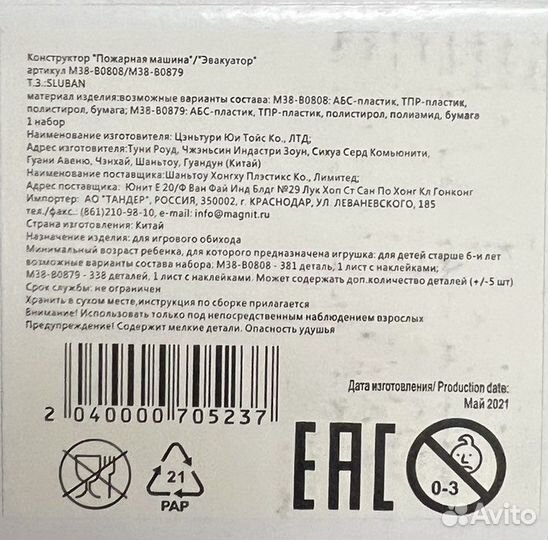 Конструктор "Пожарная машина"/"Эвакуатор"
артикул M38-B0808/M38-B0879
Т.З.:SLUBAN
материал изделия:возможные варианты состава: M38-B0808: АБС-пластик, ТПР-пластик,
полистирол, бумага; M38-B0879: АБС-пластик, ТПР-пластик, полистирол, полиамид, бумага
1 набор
Наименование изготовителя: Цэньтури Юи Тойс Ко., ЛТД;
Адрес изготовителя:Туни Роуд, Чжэньсин Индастри Зоун, Сихуа Серд Комьюнити,
Гуани Авеню, Чэнхай, Шаньтоу, Гуандун (Китай)
Наименование поставщика:Шаньтоу Хонгху Плэстикс Ко., Лимитед;
Адрес поставщика: Юнит Е 20/Ф Ван Фай Инд Блдг №29 Лук Хоп Ст Сан По Хонг Кл Гонконг
Импортер: АО "ТАНДЕР", РОССИЯ, 350002, г. КРАСНОДАР, УЛ. ЛЕВАНЕВСКОГО, 185
тел./факс.: (861)210-98-10, e-mail: info@magnit.ru
Страна изготовления: Китай
Назначение изделия: для игрового обихода
Минимальный возраст ребенка, для которого предназначена игрушка: для детей старше 6-и лет
возможные варианты состава набора: M38-B0808 - 381 деталь, 1 лист с наклейками;
M38-B0879 - 338 деталей, 1 лист с наклейками. Может содержать доп.количество деталей (+/-5 шт)
Срок службы: не ограничен
Хранить в сухом месте,инструкция по сборке прилагается
Внимание! Использовать только под непосредственным наблюдением взрослых
Предупреждение! Содержит мелкие детали. Опасность удушья
Дата изготовления/ Production date:
Май 2021
2 040000 705237
21
PAP
EAC
0-3
Avito